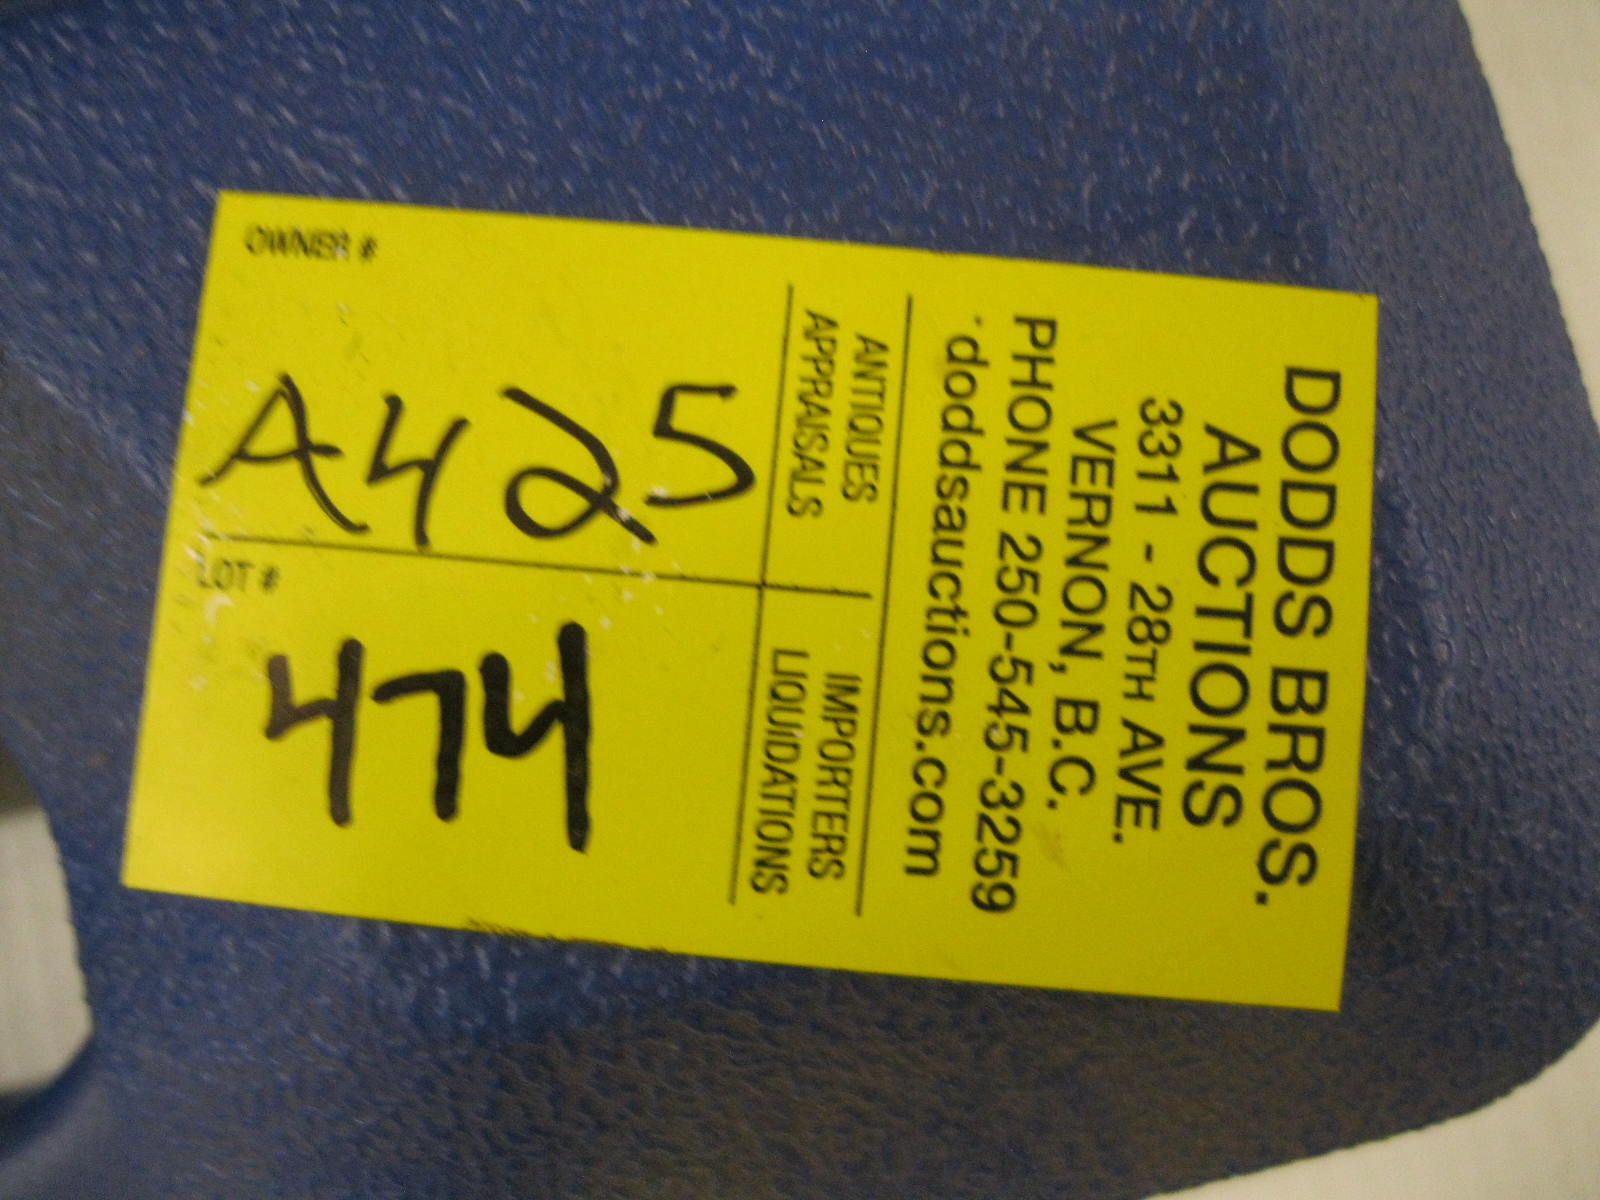 DODDS BROS.
AUCTIONS
3311 - 28TH AVE.
VERNON, B.C.
PHONE 250-545-3259
doddsauctions.com
ANTIQUES
APPRAISALS
IMPORTERS
LIQUIDATIONS
OWNER #
A425
LOT #
474